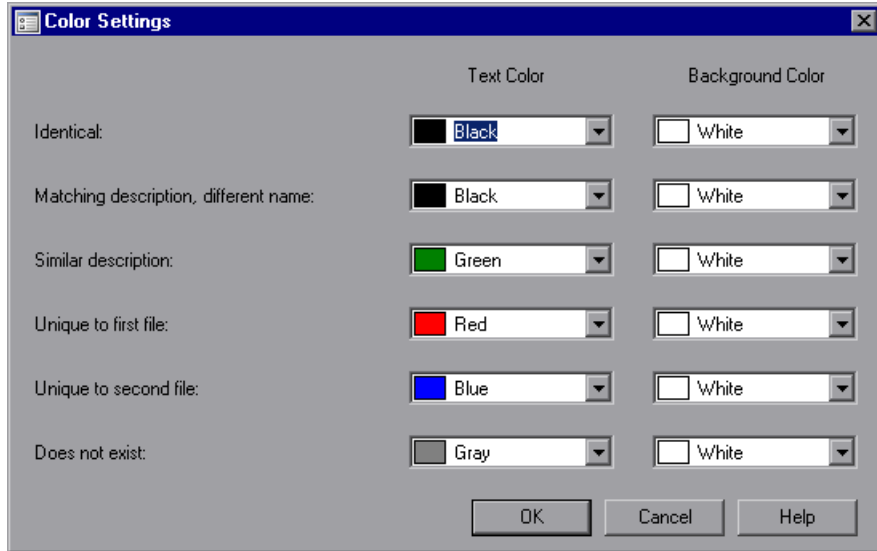 Color Settings
Text Color Background Color
Identical: Black White
Matching description, different name: Black White
Similar description: Green White
Unique to first file: Red White
Unique to second file: Blue White
Does not exist: Gray White
OK Cancel Help